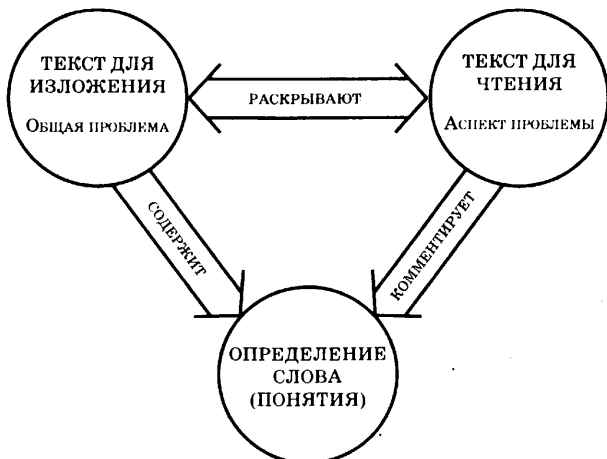 ТЕКСТ ДЛЯ
ИЗЛОЖЕНИЯ
ОБЩАЯ ПРОБЛЕМА
РАСКРЫВАЮТ
ТЕКСТ ДЛЯ
ЧТЕНИЯ
АСПЕКТ ПРОБЛЕМЫ
СОДЕРЖИТ
КОММЕНТИРУЕТ
ОПРЕДЕЛЕНИЕ
СЛОВА
(ПОНЯТИЯ)